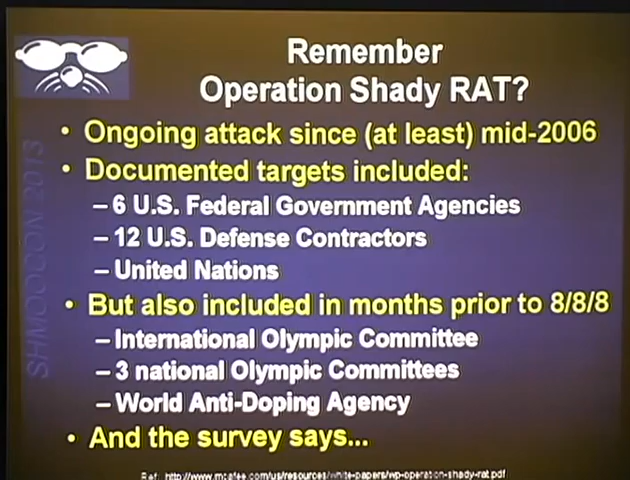 Remember
Operation Shady RAT?
• Ongoing attack since (at least) mid-2006
• Documented targets included:
– 6 U.S. Federal Government Agencies
– 12 U.S. Defense Contractors
– United Nations
• But also included in months prior to 8/8/8
– International Olympic Committee
– 3 national Olympic Committees
– World Anti-Doping Agency
• And the survey says...
Ref: http://www.mcafee.com/us/resources/white-papers/wp-operation-shady-rat.pdf
SHMOOCON 2013